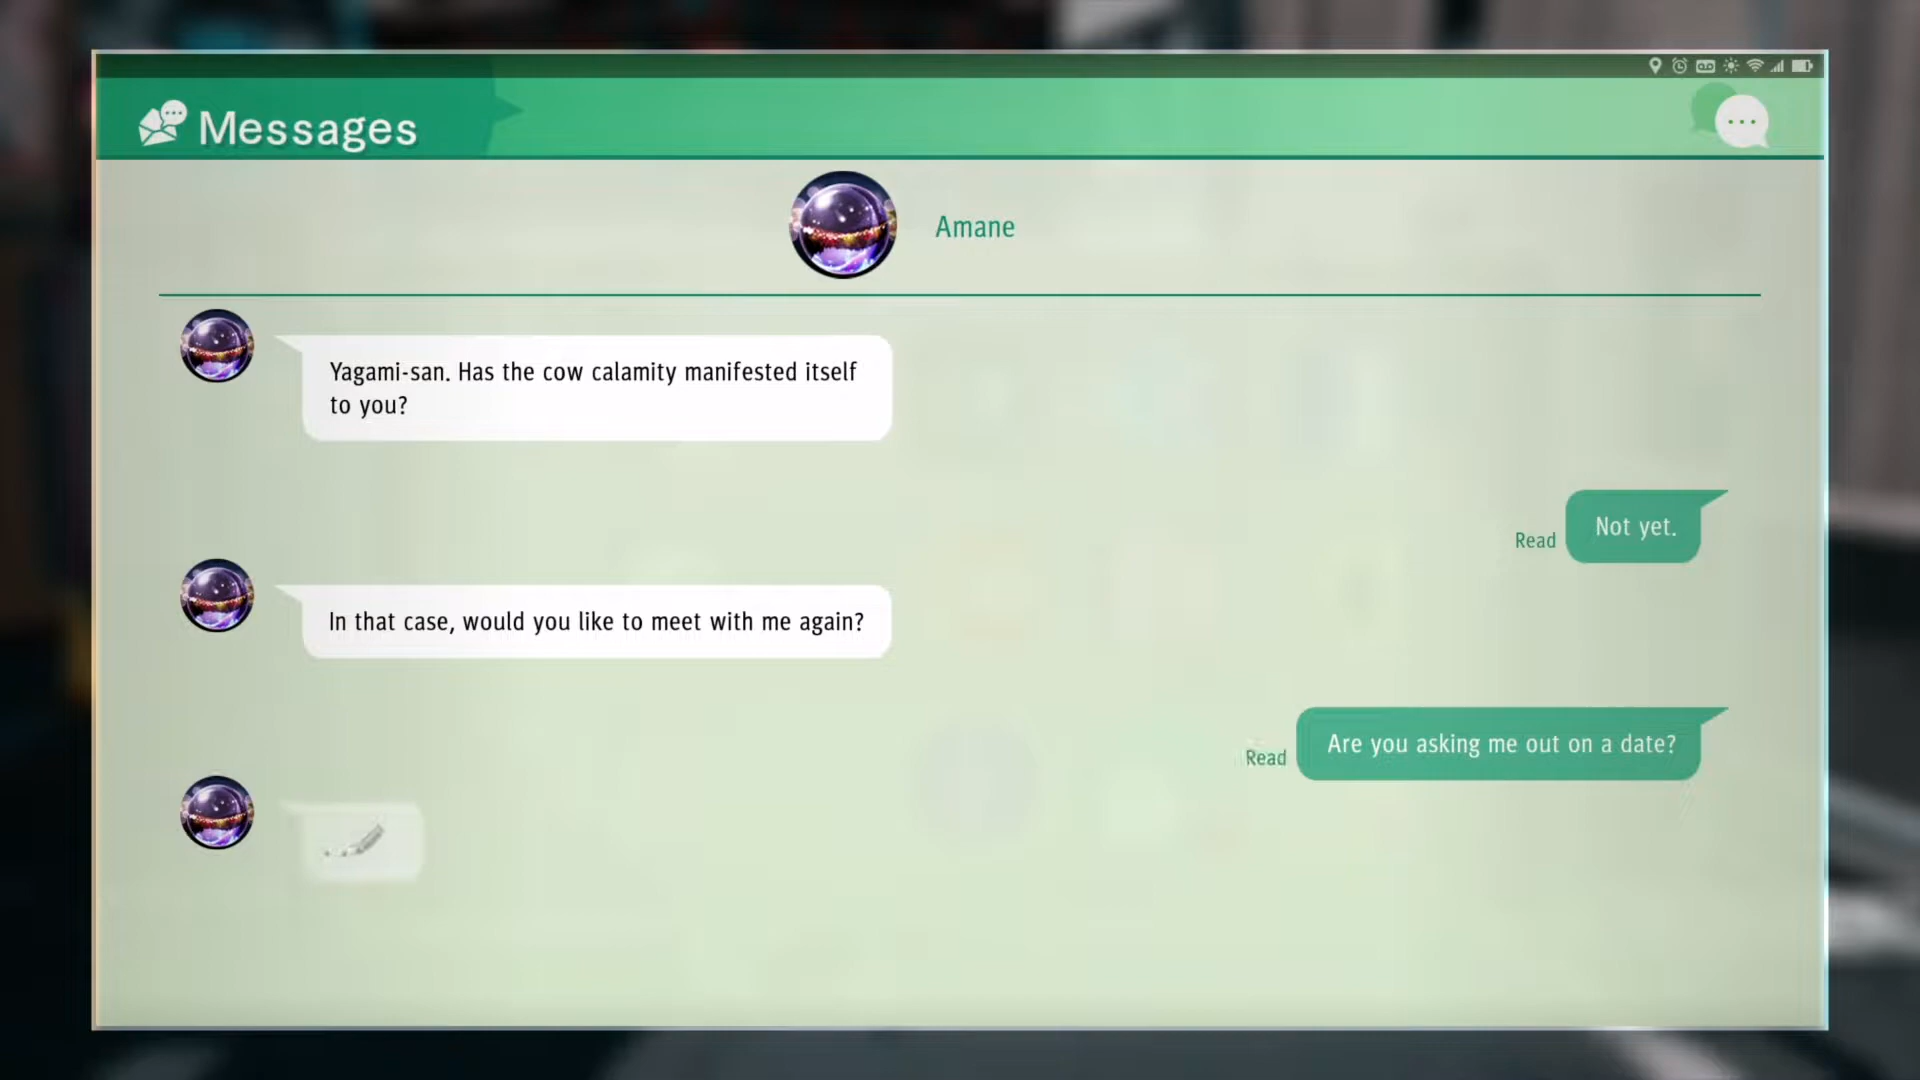 Messages
Amane
Yagami-san. Has the cow calamity manifested itself
to you?
Not yet.
Read
In that case, would you like to meet with me again?
Are you asking me out on a date?
Read